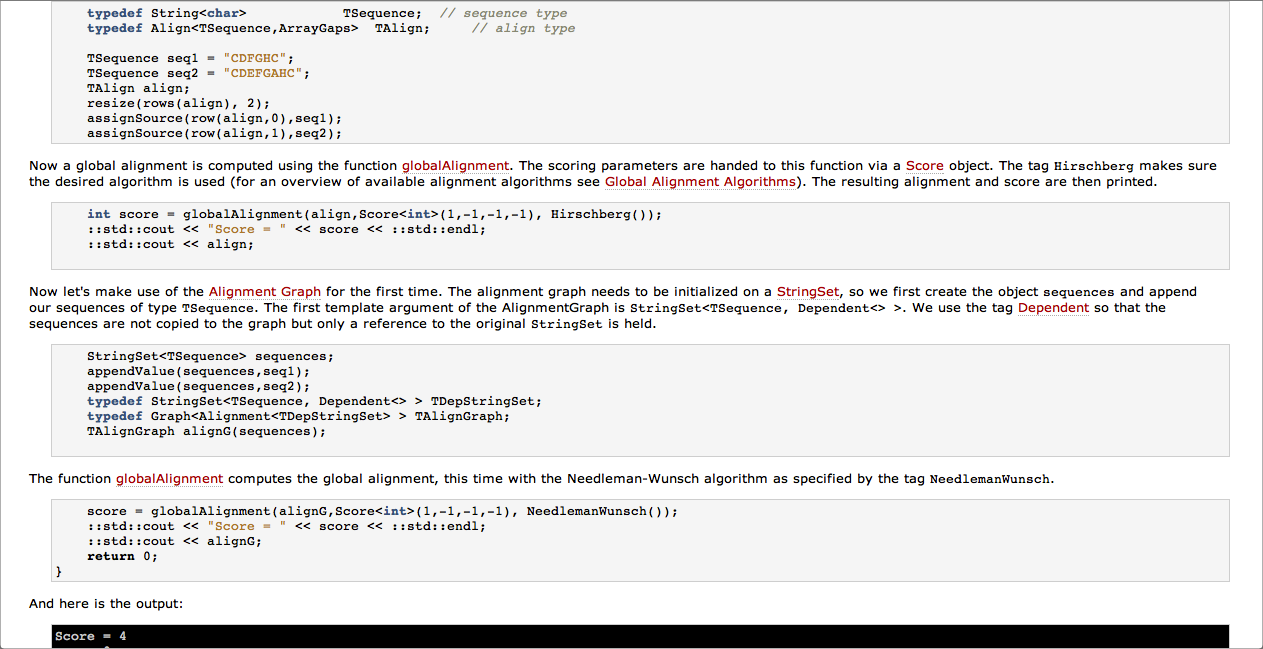 typedef String<char>            TSequence;  // sequence type
typedef Align<TSequence,ArrayGaps>  TAlign;     // align type
TSequence seq1 = "CDFGHC";
TSequence seq2 = "CDEFGAHC";
TAlign align;
resize(rows(align), 2);
assignSource(row(align,0),seq1);
assignSource(row(align,1),seq2);
Now a global alignment is computed using the function globalAlignment. The scoring parameters are handed to this function via a Score object. The tag Hirschberg makes sure
the desired algorithm is used (for an overview of available alignment algorithms see Global Alignment Algorithms). The resulting alignment and score are then printed.
int score = globalAlignment(align,Score<int>(1,-1,-1,-1), Hirschberg());
::std::cout << "Score = " << score << ::std::endl;
::std::cout << align;
Now let's make use of the Alignment Graph for the first time. The alignment graph needs to be initialized on a StringSet, so we first create the object sequences and append
our sequences of type TSequence. The first template argument of the AlignmentGraph is StringSet<TSequence, Dependent<> >. We use the tag Dependent so that the
sequences are not copied to the graph but only a reference to the original StringSet is held.
StringSet<TSequence> sequences;
appendValue(sequences,seq1);
appendValue(sequences,seq2);
typedef StringSet<TSequence, Dependent<> > TDepStringSet;
typedef Graph<Alignment<TDepStringSet> > TAlignGraph;
TAlignGraph alignG(sequences);
The function globalAlignment computes the global alignment, this time with the Needleman-Wunsch algorithm as specified by the tag NeedlemanWunsch.
score = globalAlignment(alignG,Score<int>(1,-1,-1,-1), NeedlemanWunsch());
::std::cout << "Score = " << score << ::std::endl;
::std::cout << alignG;
return 0;
}
And here is the output:
Score = 4